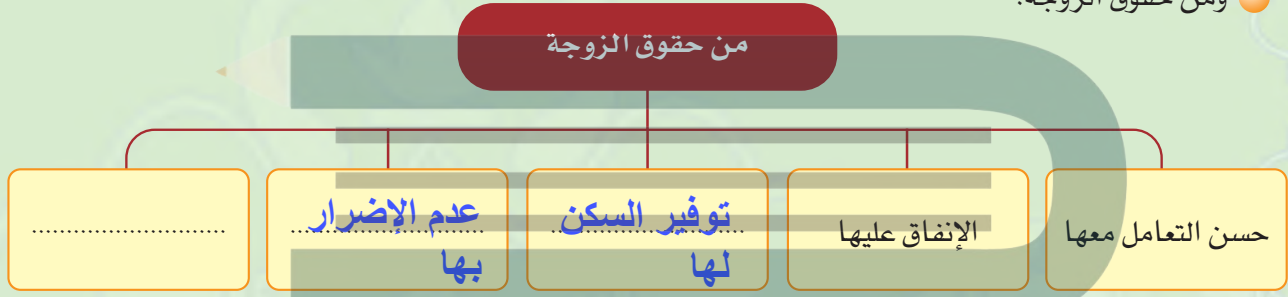 ومن حقوق الزوجة:
من حقوق الزوجة
حسن التعامل معها
الإنفاق عليها
توفير السكن
لها
عدم الإضرار
بها
..........................